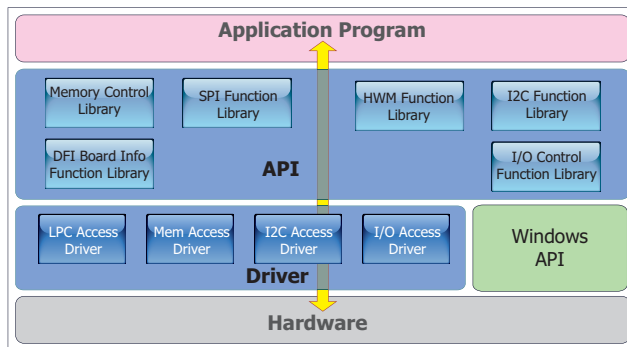 Application Program
Memory Control
Library
SPI Function
Library
HWM Function
Library
I2C Function
Library
DFI Board Info
Function Library
I/O Control
Function Library
API
LPC Access
Driver
Mem Access
Driver
I2C Access
Driver
I/O Access
Driver
Driver
Windows
API
Hardware